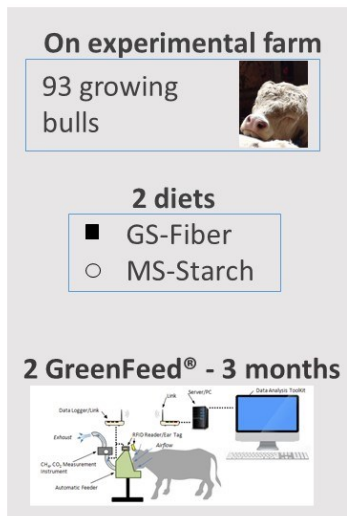 On experimental farm
93 growing
bulls
2 diets
■ GS-Fiber
○ MS-Starch
2 GreenFeed® - 3 months
Link
Server/PC
Data Analysis ToolKit
Data Logger/Link
RFID Reader/Ear Tag
Exhaust
Airflow
CH₄, CO₂ Measurement
Instrument
Automatic Feeder